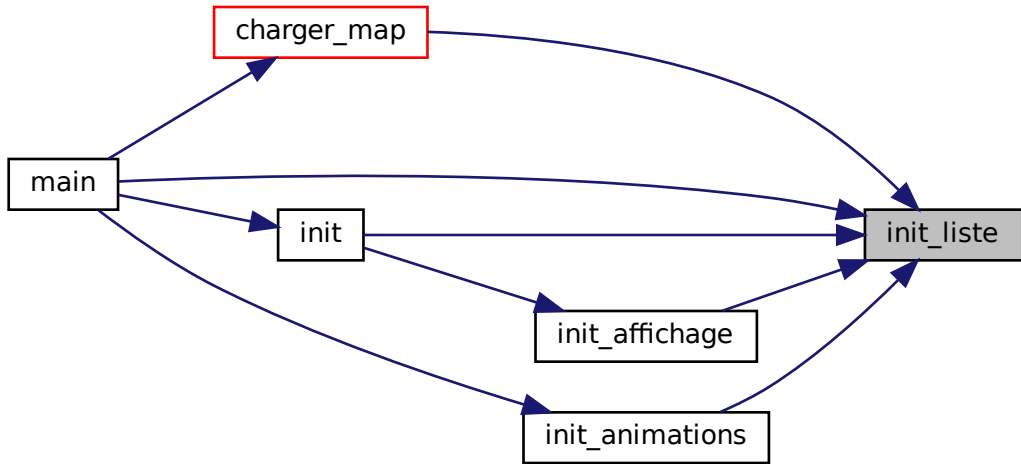 charger_map
main
init
init_liste
init_affichage
init_animations